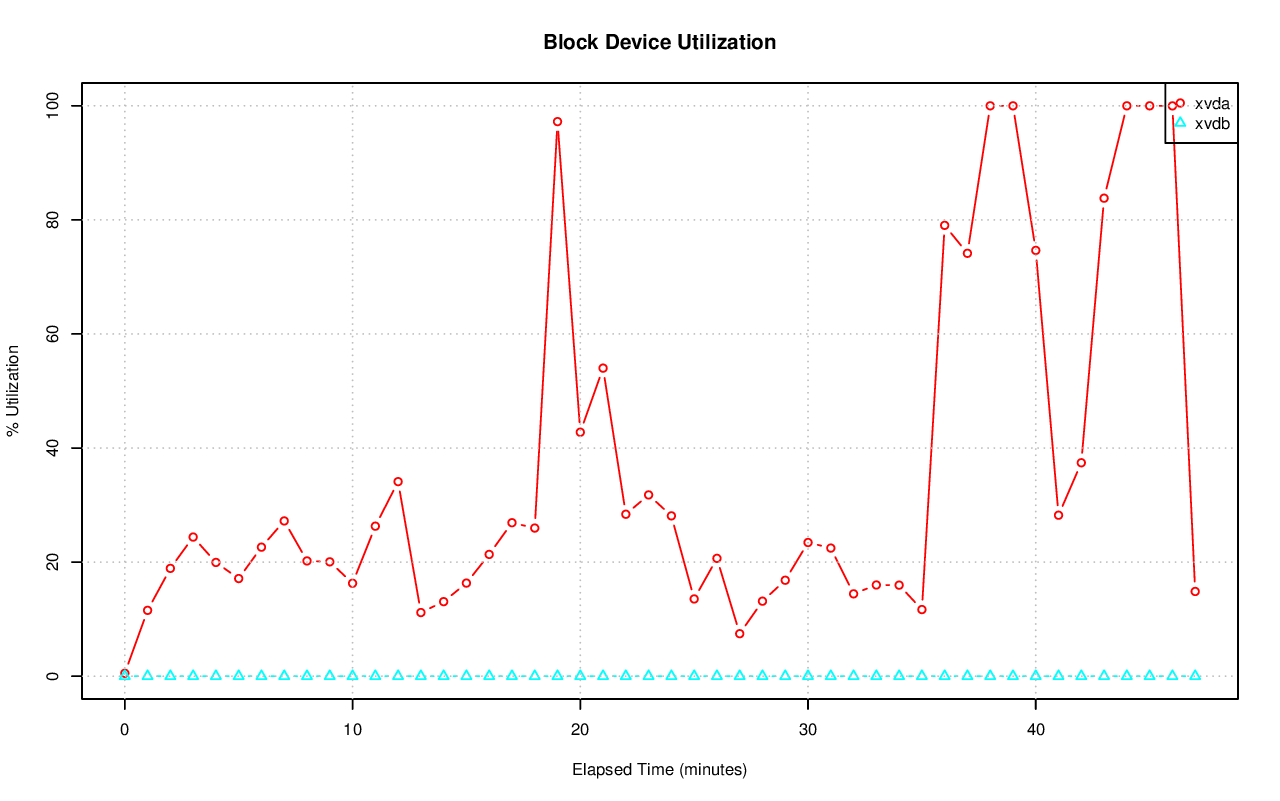 Block Device Utilization
xvda
xvdb
100
80
60
40
20
0
% Utilization
0 10 20 30 40
Elapsed Time (minutes)